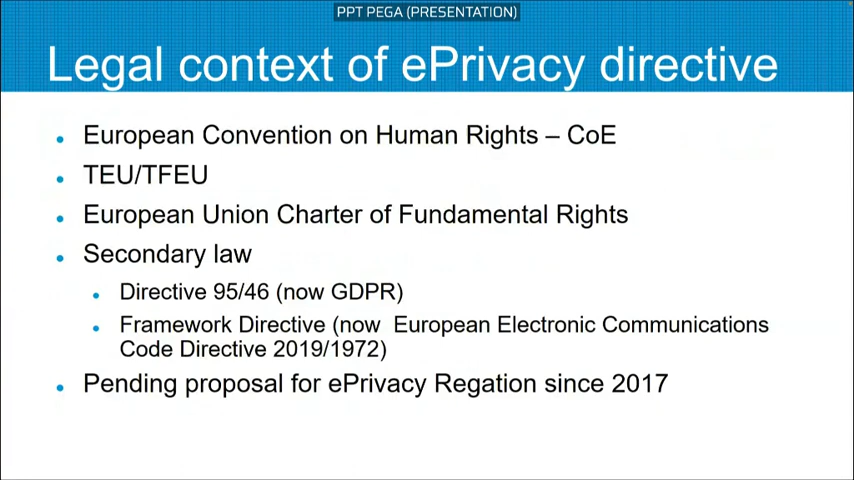 PPT PEGA (PRESENTATION)
Legal context of ePrivacy directive
European Convention on Human Rights – CoE
TEU/TFEU
European Union Charter of Fundamental Rights
Secondary law
Directive 95/46 (now GDPR)
Framework Directive (now European Electronic Communications
Code Directive 2019/1972)
Pending proposal for ePrivacy Regation since 2017